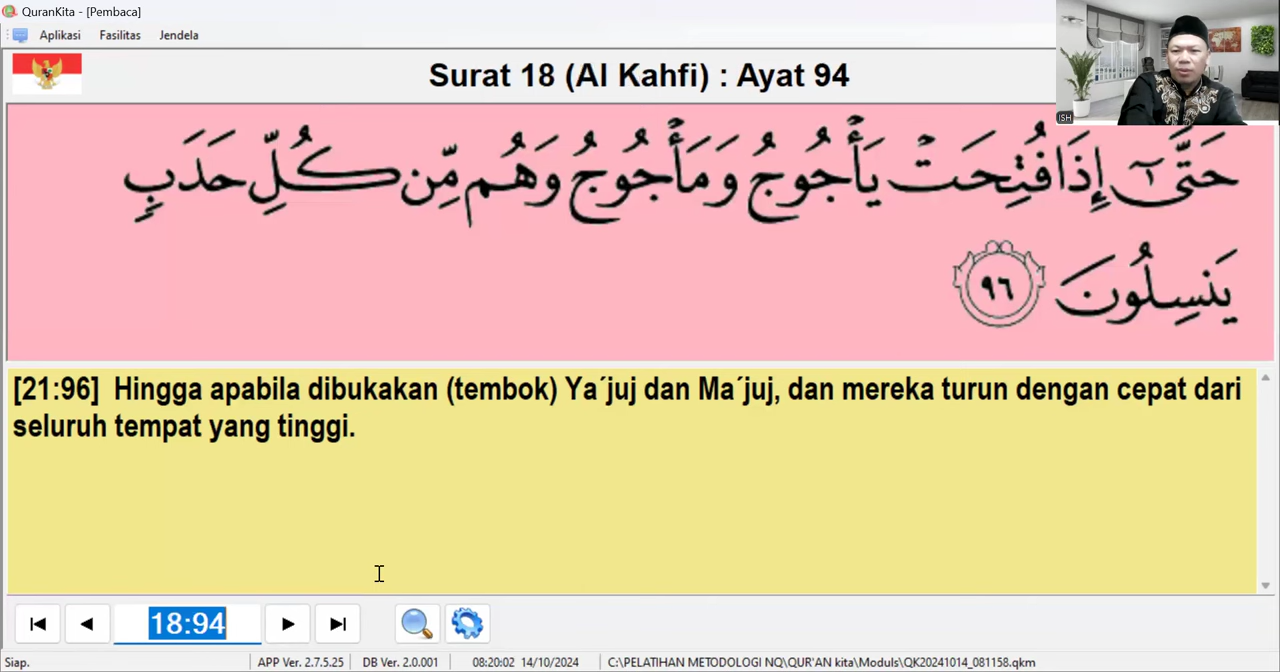 QuranKita - [Pembaca]
Aplikasi Fasilitas Jendela
Surat 18 (Al Kahfi) : Ayat 94
ISH
حَتَّىٰٓ إِذَا فُتِحَتْ يَأْجُوجُ وَمَأْجُوجُ وَهُم مِّن كُلِّ حَدَبٍ
يَنسِلُونَ ٩٦
[21:96] Hingga apabila dibukakan (tembok) Ya´juj dan Ma´juj, dan mereka turun dengan cepat dari
seluruh tempat yang tinggi.
18:94
Siap. APP Ver. 2.7.5.25 DB Ver. 2.0.001 08:20:02 14/10/2024 C:\PELATIHAN METODOLOGI NQ\QUR'AN kita\Moduls\QK20241014_081158.qkm